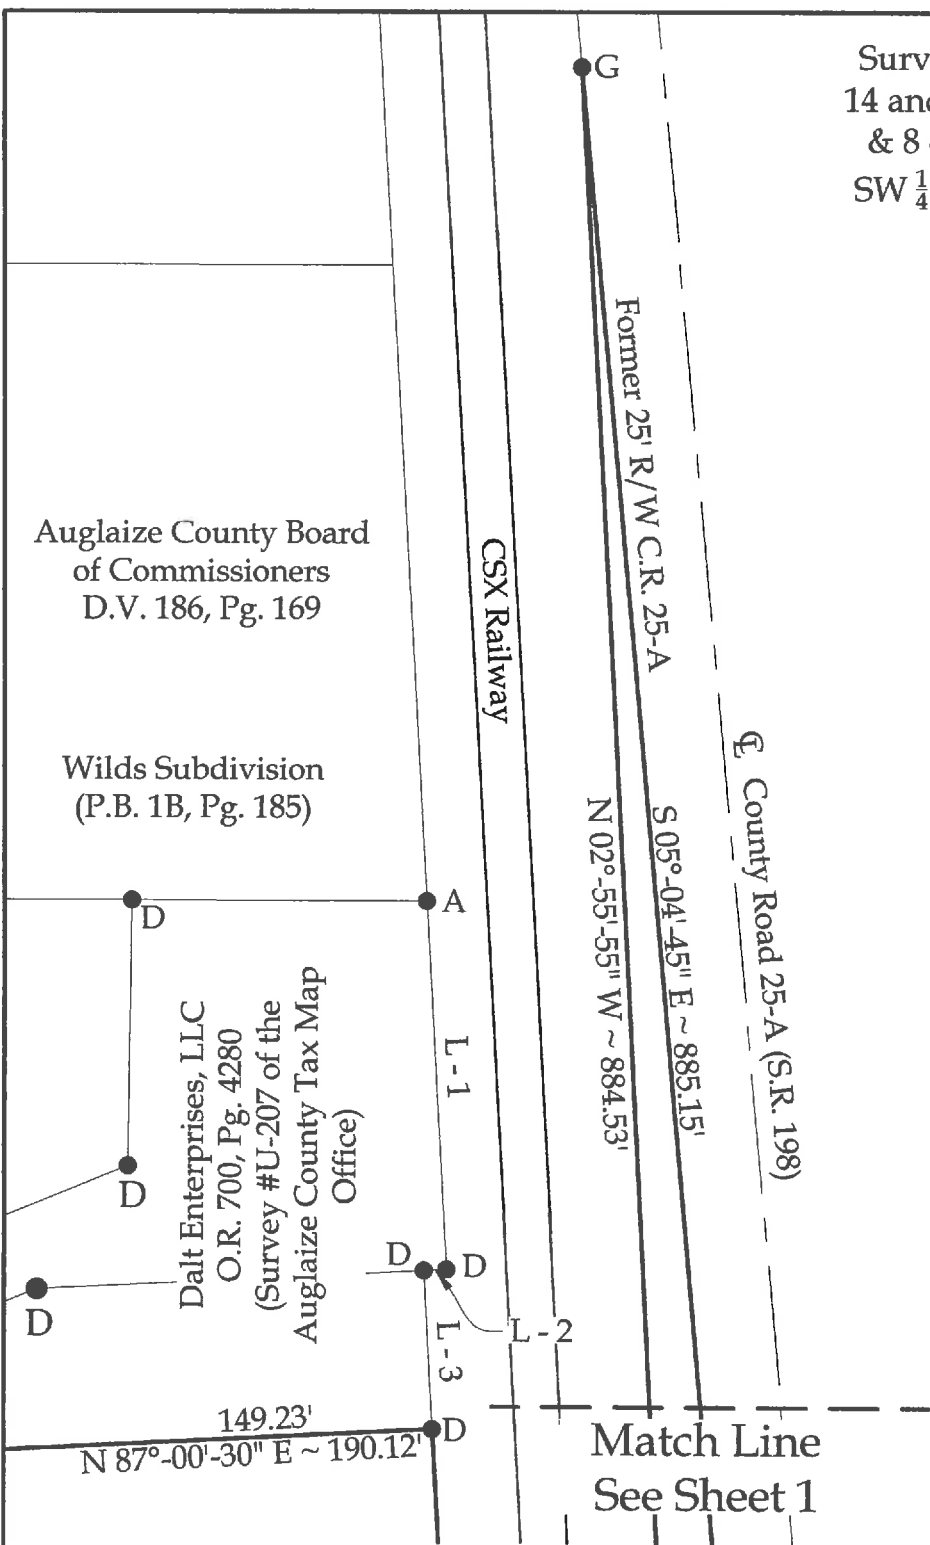 G
Surv
14 and
& 8
SW 1/4
Former 25' R/W C.R. 25-A
Auglaize County Board
of Commissioners
D.V. 186, Pg. 169
CSX Railway
Wilds Subdivision
(P.B. 1B, Pg. 185)
℄ County Road 25-A (S.R. 198)
N 02°-55'-55" W ~ 884.53'
S 05°-04'-45" E ~ 885.15'
D
A
L-1
Dalt Enterprises, LLC
O.R. 700, Pg. 4280
(Survey #U-207 of the
Auglaize County Tax Map
Office)
D
D
D
D
L-2
L-3
149.23'
N 87°-00'-30" E ~ 190.12'
D
Match Line
See Sheet 1